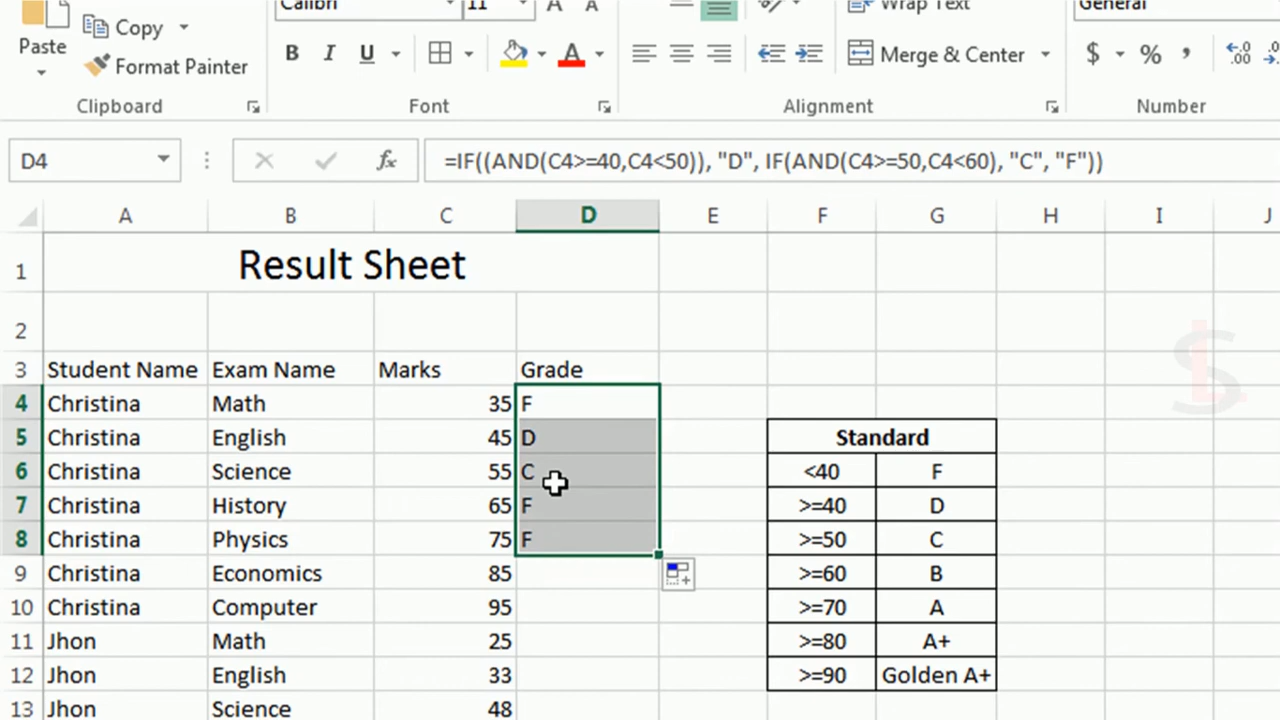 Calibri 11 A A Wrap Text General
Paste Copy
Format Painter
B I U A Merge & Center $ % , .00
Clipboard Font Alignment Number
D4 fx =IF((AND(C4>=40,C4<50)), "D", IF(AND(C4>=50,C4<60), "C", "F"))
A B C D E F G H I J
1 Result Sheet
2
3 Student Name Exam Name Marks Grade
4 Christina Math 35 F
5 Christina English 45 D Standard
6 Christina Science 55 C <40 F
7 Christina History 65 F >=40 D
8 Christina Physics 75 F >=50 C
9 Christina Economics 85 >=60 B
10 Christina Computer 95 >=70 A
11 Jhon Math 25 >=80 A+
12 Jhon English 33 >=90 Golden A+
13 Jhon Science 48